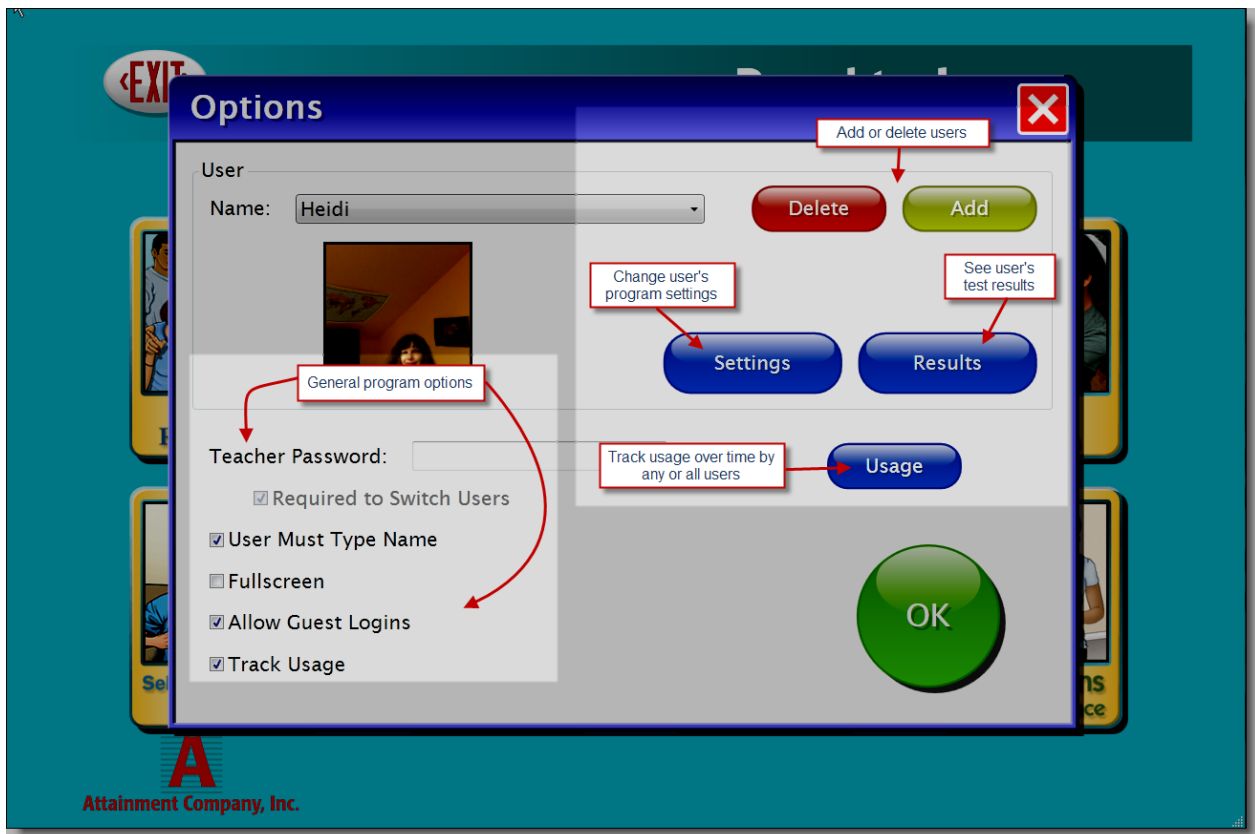 <EXIT
Options
Add or delete users
User
Name:
Heidi
Delete
Add
Change user's
program settings
See user's
test results
Settings
Results
General program options
Teacher Password:
Track usage over time by
any or all users
Usage
Required to Switch Users
User Must Type Name
Fullscreen
Allow Guest Logins
OK
Track Usage
A
Attainment Company, Inc.